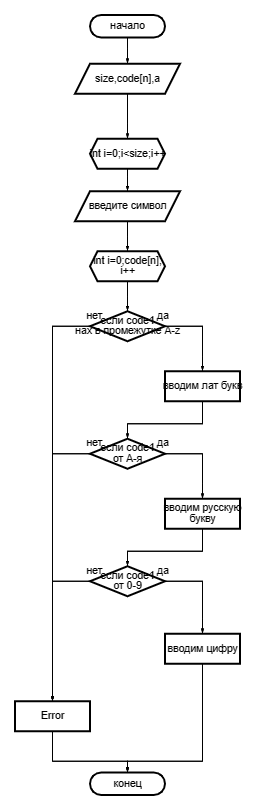 начало
size,code[n],a
int i=0;i<size;i++
введите символ
int i=0;code[n],
i++
нет
да
если code1
нах в промежутке A-z
вводим лат букв
нет
да
если code1
от А-я
вводим русскую
букву
нет
да
если code1
от 0-9
вводим цифру
Error
конец